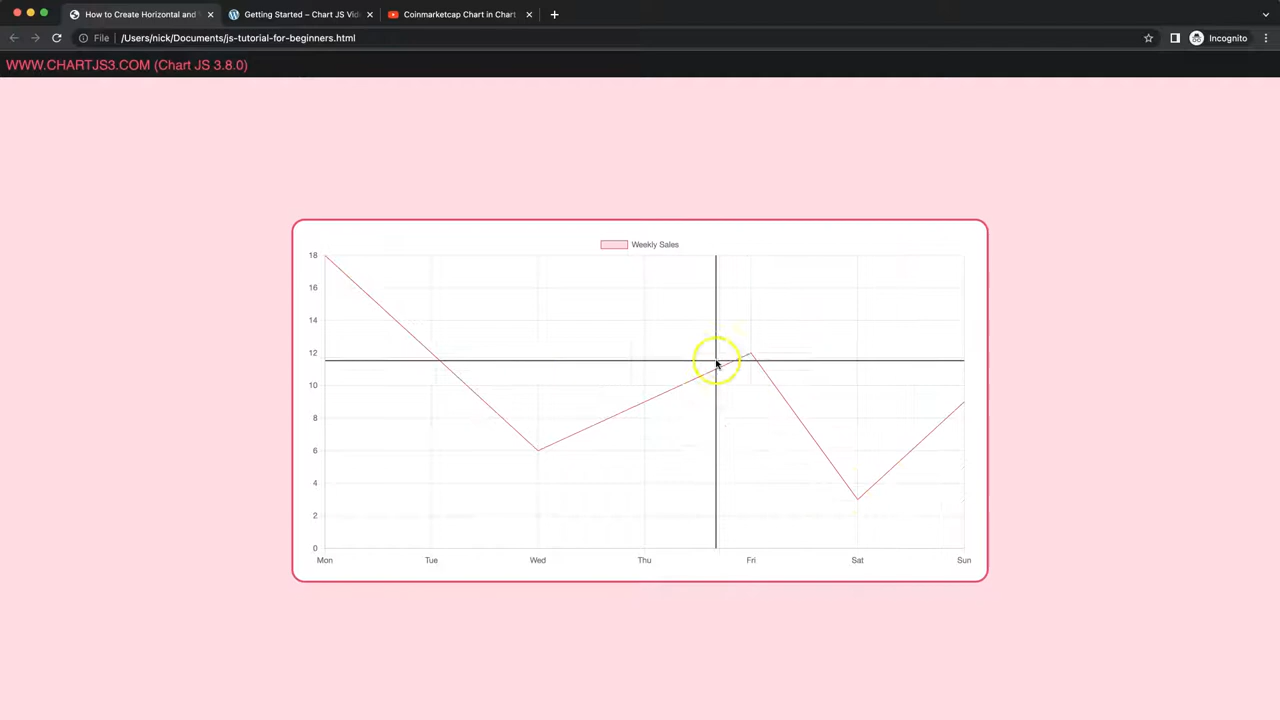 How to Create Horizontal and
Getting Started – Chart JS Vid
Coinmarketcap Chart in Chart
File
/Users/nick/Documents/js-tutorial-for-beginners.html
Incognito
WWW.CHARTJS3.COM (Chart JS 3.8.0)
Weekly Sales
18
16
14
12
10
8
6
4
2
0
Mon Tue Wed Thu Fri Sat Sun